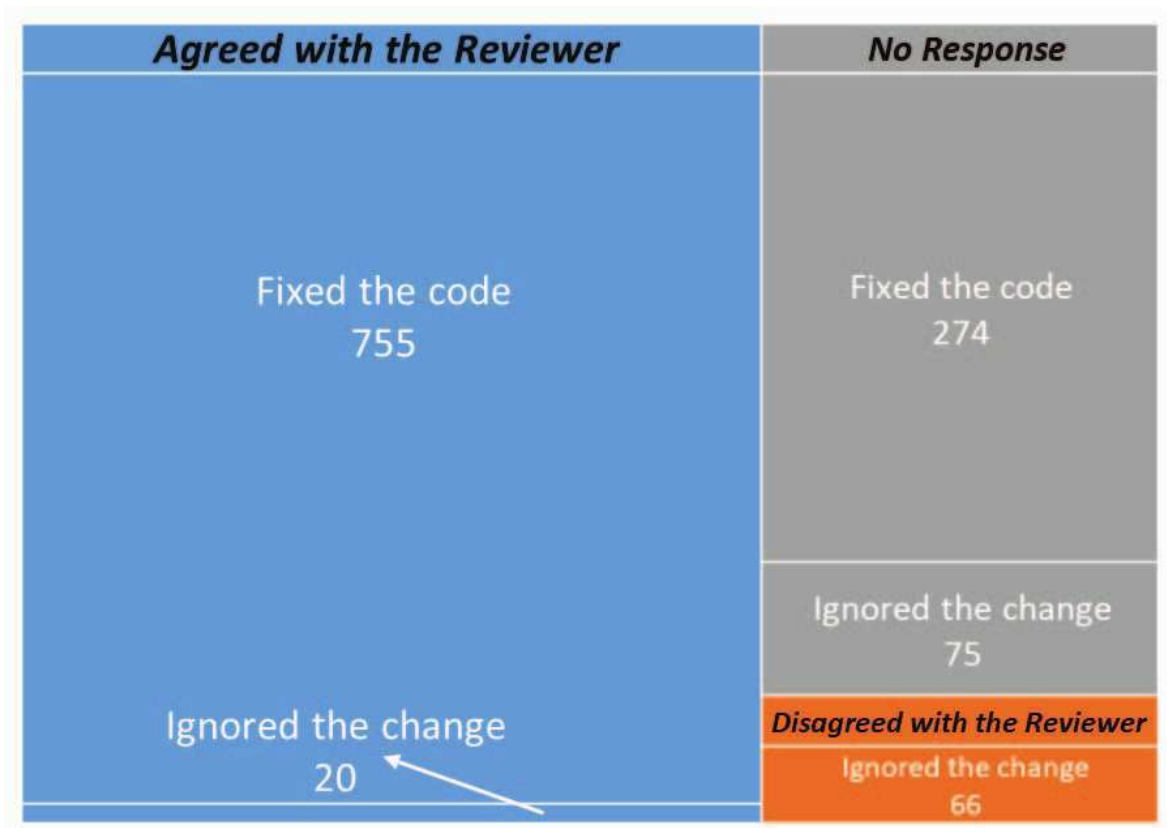 Agreed with the Reviewer
Fixed the code
755
Ignored the change
20
No Response
Fixed the code
274
Ignored the change
75
Disagreed with the Reviewer
Ignored the change
66